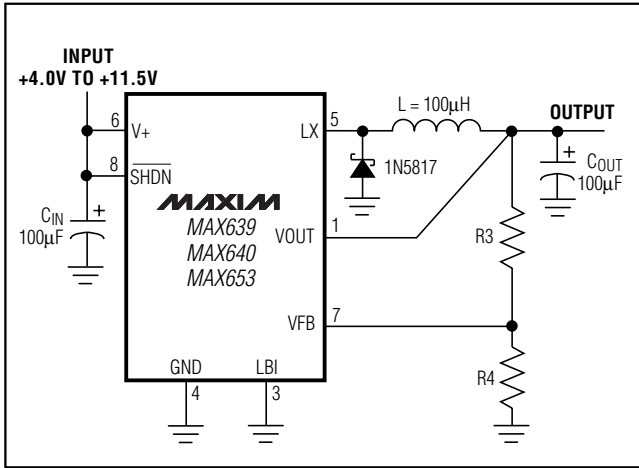 INPUT
+4.0V TO +11.5V
6
V+
8
SHDN
CIN
100µF
+
MAXIM
MAX639
MAX640
MAX653
LX
5
L = 100µH
OUTPUT
1N5817
+
COUT
100µF
VOUT
1
R3
VFB
7
R4
GND
4
LBI
3